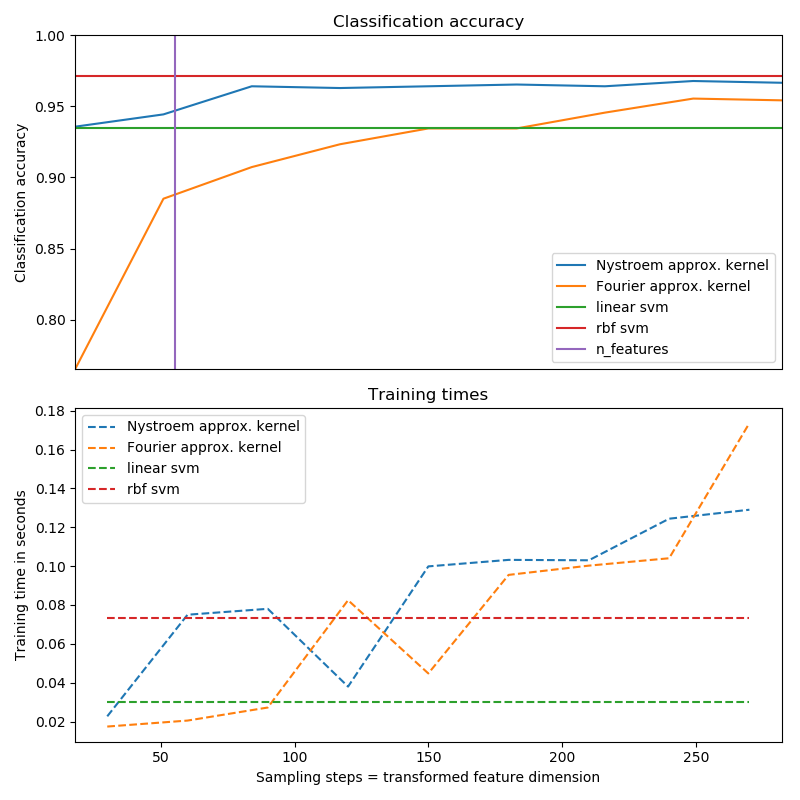 Classification accuracy
1.00
0.95
0.90
0.85
0.80
Classification accuracy
Nystroem approx. kernel
Fourier approx. kernel
linear svm
rbf svm
n_features
Training times
0.18
0.16
0.14
0.12
0.10
0.08
0.06
0.04
0.02
Training time in seconds
Nystroem approx. kernel
Fourier approx. kernel
linear svm
rbf svm
50 100 150 200 250
Sampling steps = transformed feature dimension